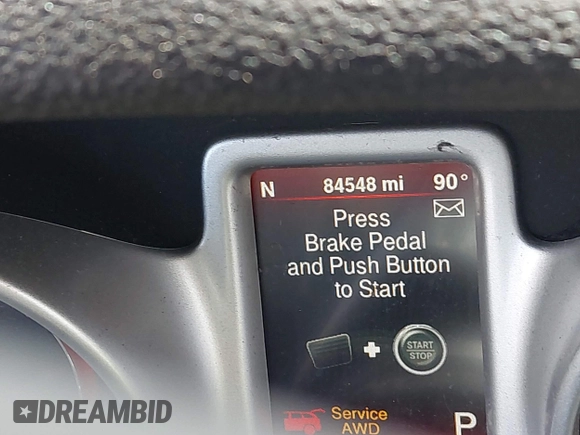 N 84548 mi 90°
Press
Brake Pedal
and Push Button
to Start
START
STOP
Service
AWD
P
DREAMBID